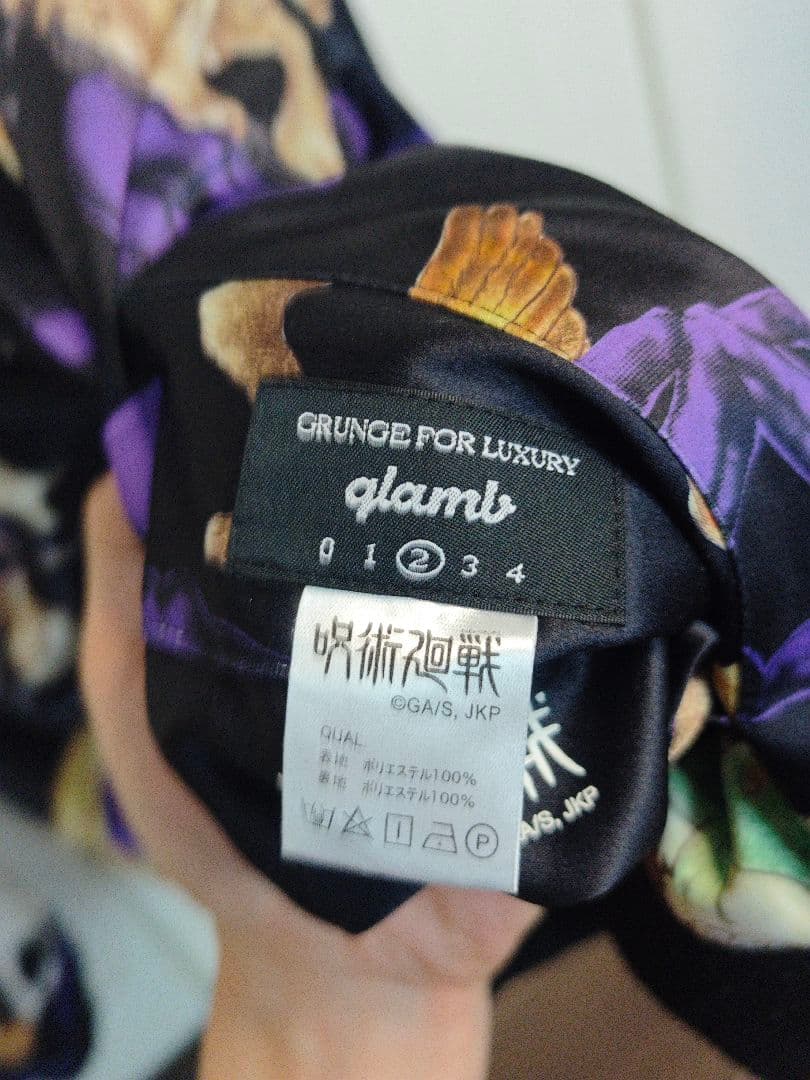 GRUNGE FOR LUXURY
glamb
0 1 2 3 4
呪術廻戦
©GA/S, JKP
QUAL
表地 ポリエステル100%
裏地 ポリエステル100%
P
A/S, JKP